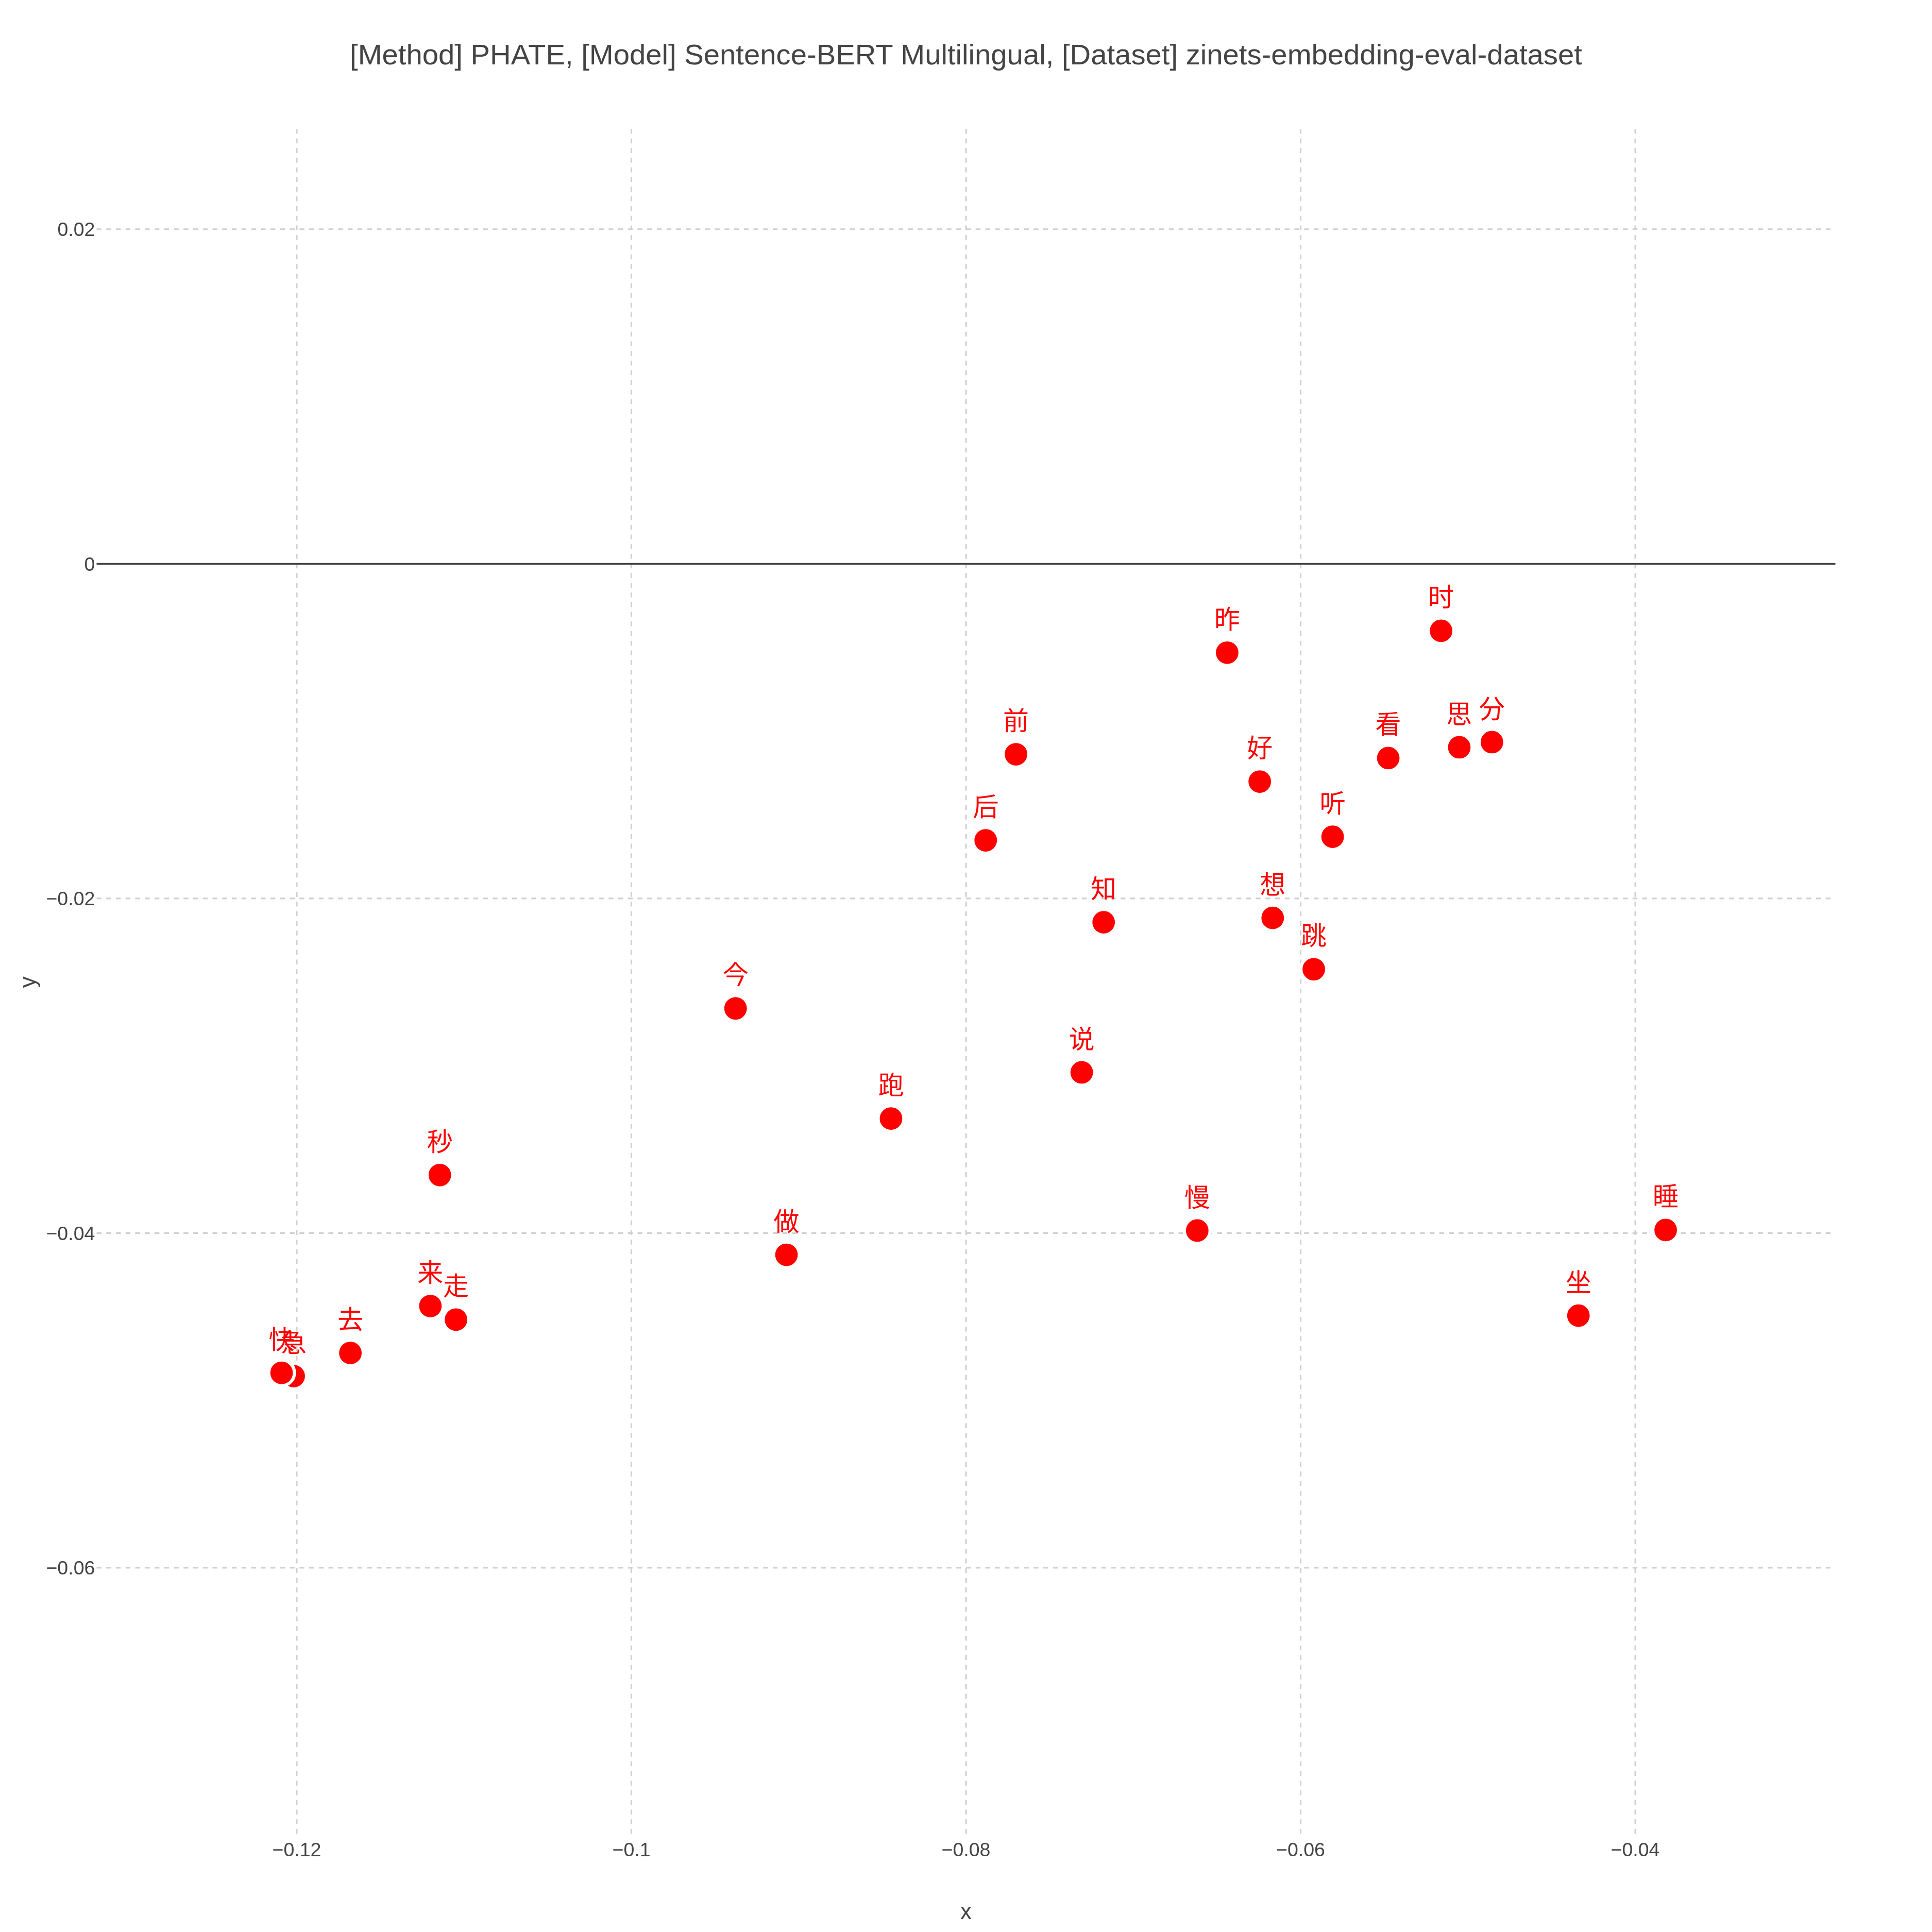 [Method] PHATE, [Model] Sentence-BERT Multilingual, [Dataset] zinets-embedding-eval-dataset
0.02
0
−0.02
−0.04
−0.06
y
时
昨
分
思
前
看
好
听
后
想
知
跳
今
说
跑
秒
睡
慢
做
来
坐
走
去
快
急
−0.12
−0.1
−0.08
−0.06
−0.04
x